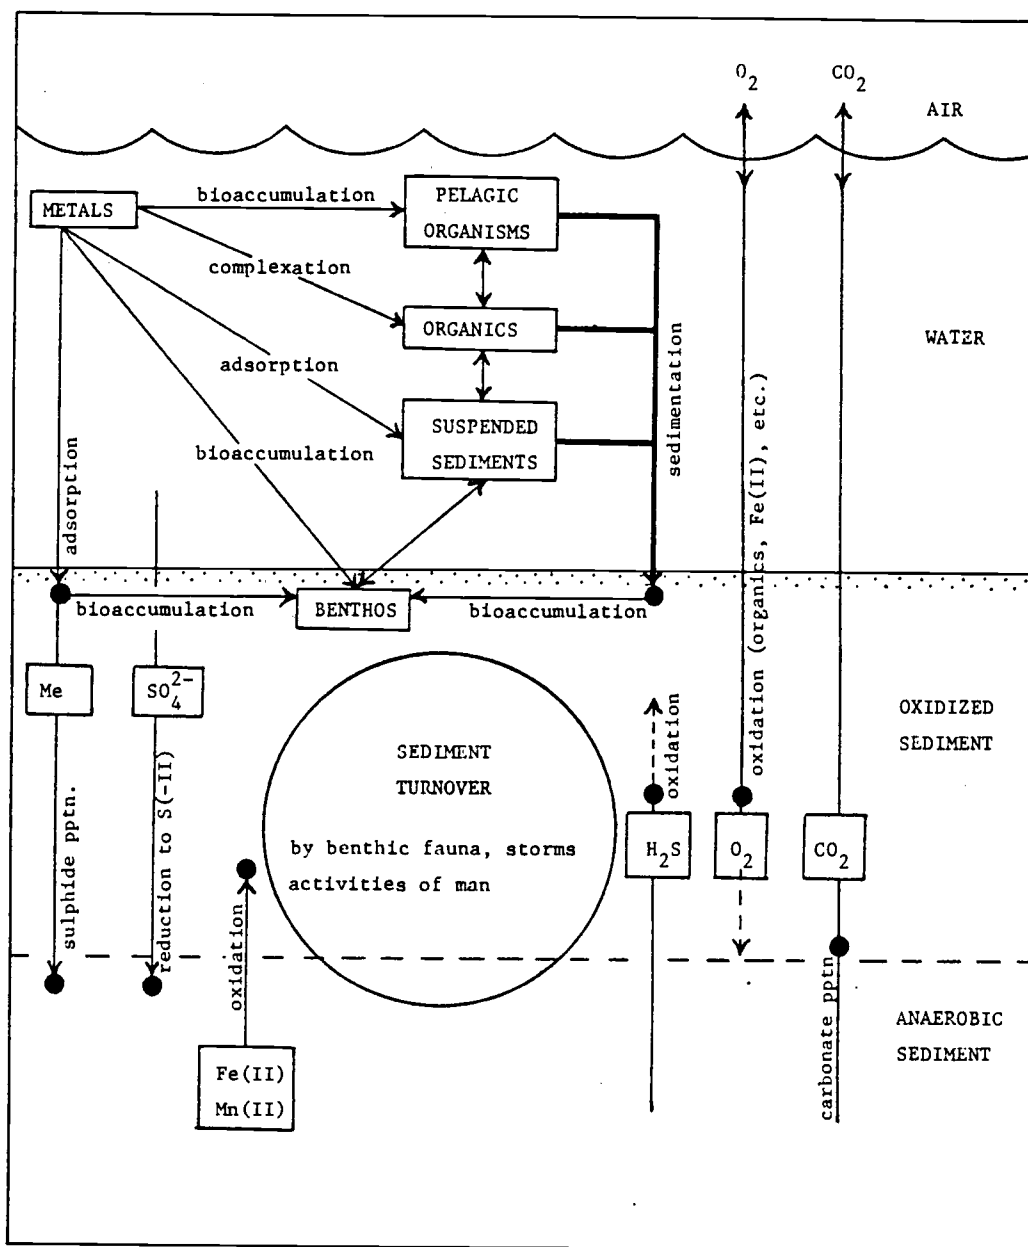 O2
CO2
AIR
bioaccumulation
METALS
PELAGIC
ORGANISMS
complexation
ORGANICS
WATER
adsorption
SUSPENDED
SEDIMENTS
bioaccumulation
adsorption
sedimentation
oxidation (organics, Fe(II), etc.)
bioaccumulation
BENTHOS
bioaccumulation
Me
SO4^2-
OXIDIZED
SEDIMENT
SEDIMENT
TURNOVER
by benthic fauna, storms
activities of man
oxidation
H2S
O2
CO2
sulphide pptn.
reduction to S(-II)
oxidation
carbonate pptn
ANAEROBIC
SEDIMENT
Fe(II)
Mn(II)